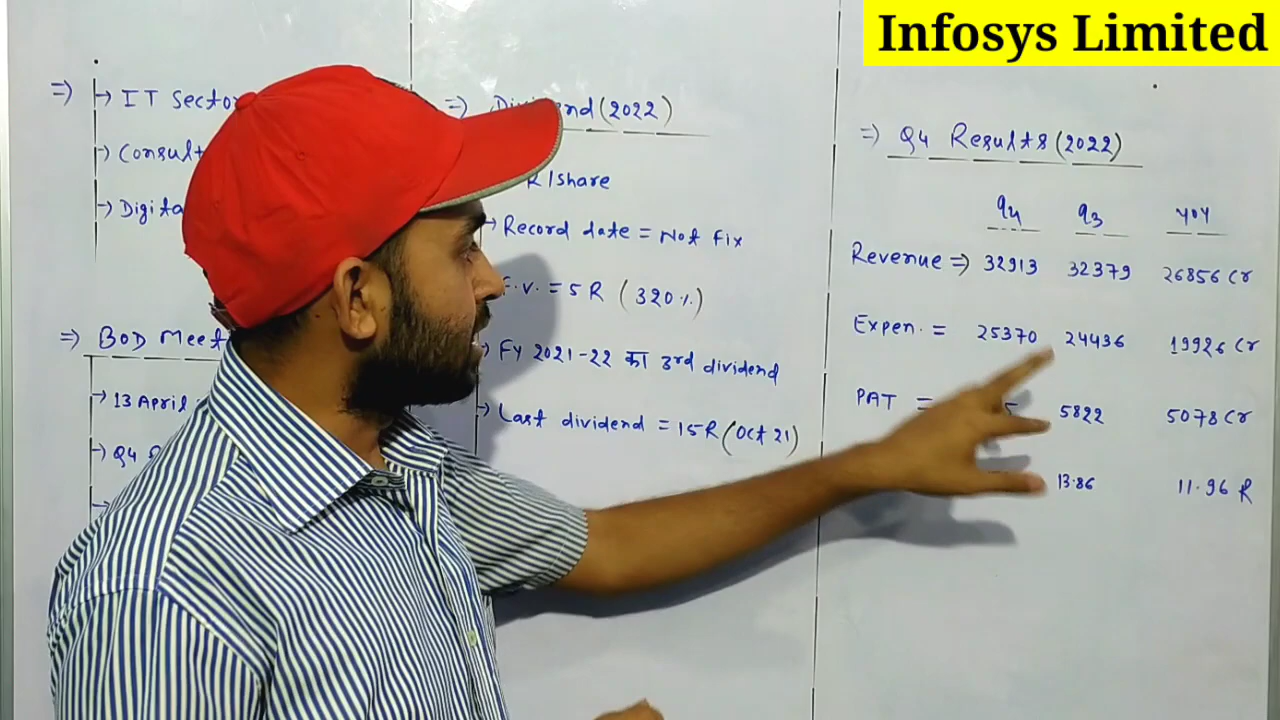 Infosys Limited
=> IT Sector
Consult
Digita
=> BOD Meet
13 April
Q4
=> Dividend (2022)
R/share
Record date = Not fix
F.V. = 5 R (320%)
FY 2021-22 का 3rd dividend
Last dividend = 15R (Oct 21)
=> Q4 Results (2022)
q4 q3 yoy
Revenue => 32913 32379 26856 Cr
Expen. = 25370 24436 19926 Cr
PAT = 5822 5078 Cr
13.86 11.96 R